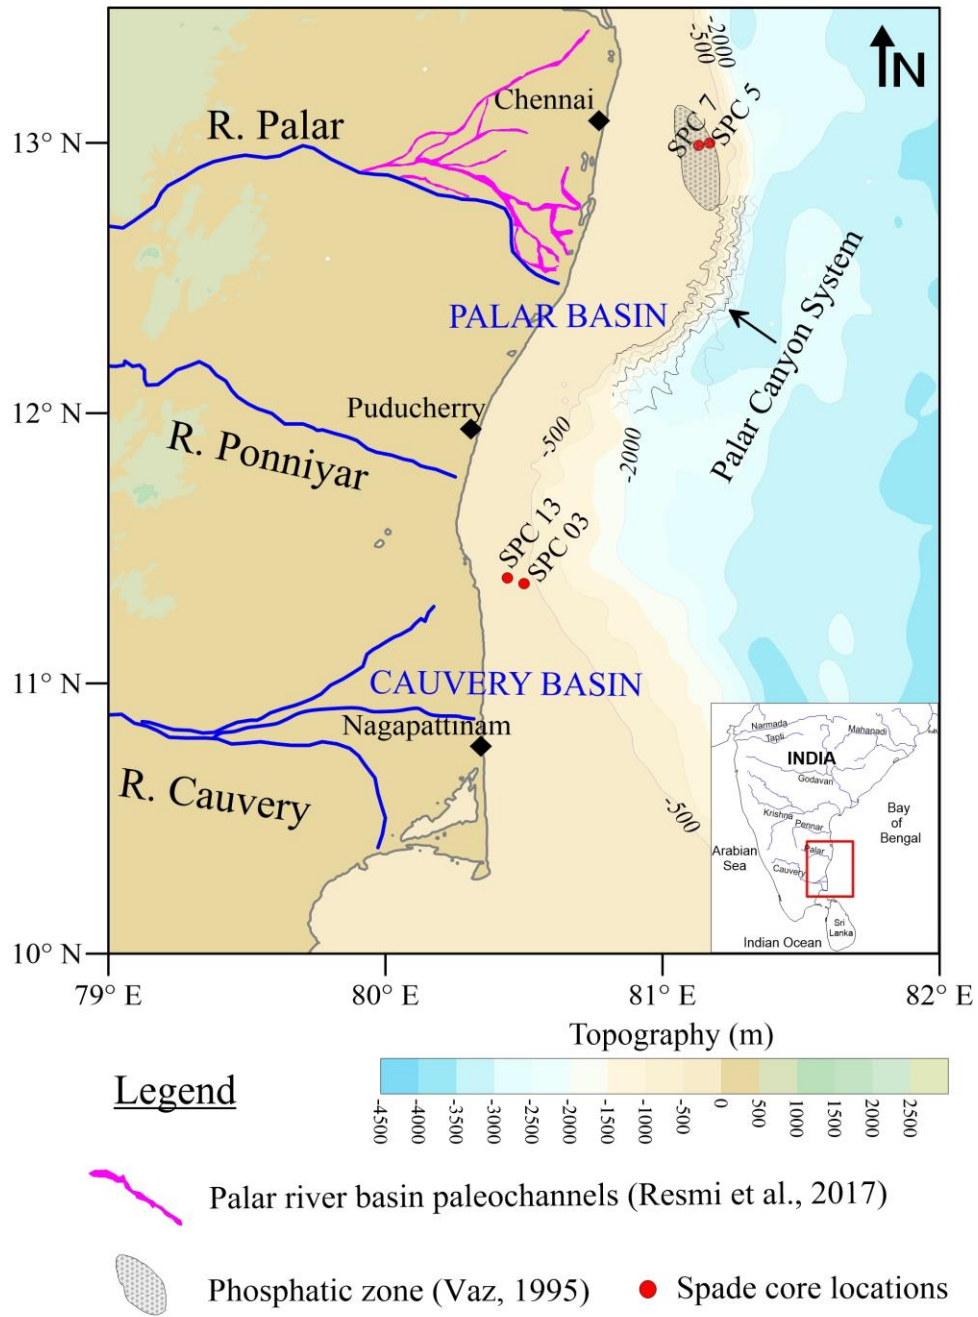 -500
-2000
N
Chennai
SPC 7
SPC 5
R. Palar
13° N
PALAR BASIN
Palar Canyon System
12° N
Puducherry
-500
-2000
R. Ponniyar
SPC 13
SPC 03
11° N
CAUVERY BASIN
Nagapattinam
R. Cauvery
-500
Narmada
Tapti
Mahanadi
INDIA
Godavari
Krishna
Pennar
Bay
of
Bengal
Palar
Arabian
Sea
Cauvery
Sri
Lanka
Indian Ocean
10° N
79° E
80° E
81° E
82° E
Topography (m)
-4500
-4000
-3500
-3000
-2500
-2000
-1500
-1000
-500
0
500
1000
1500
2000
2500
Legend
Palar river basin paleochannels (Resmi et al., 2017)
Phosphatic zone (Vaz, 1995)
Spade core locations